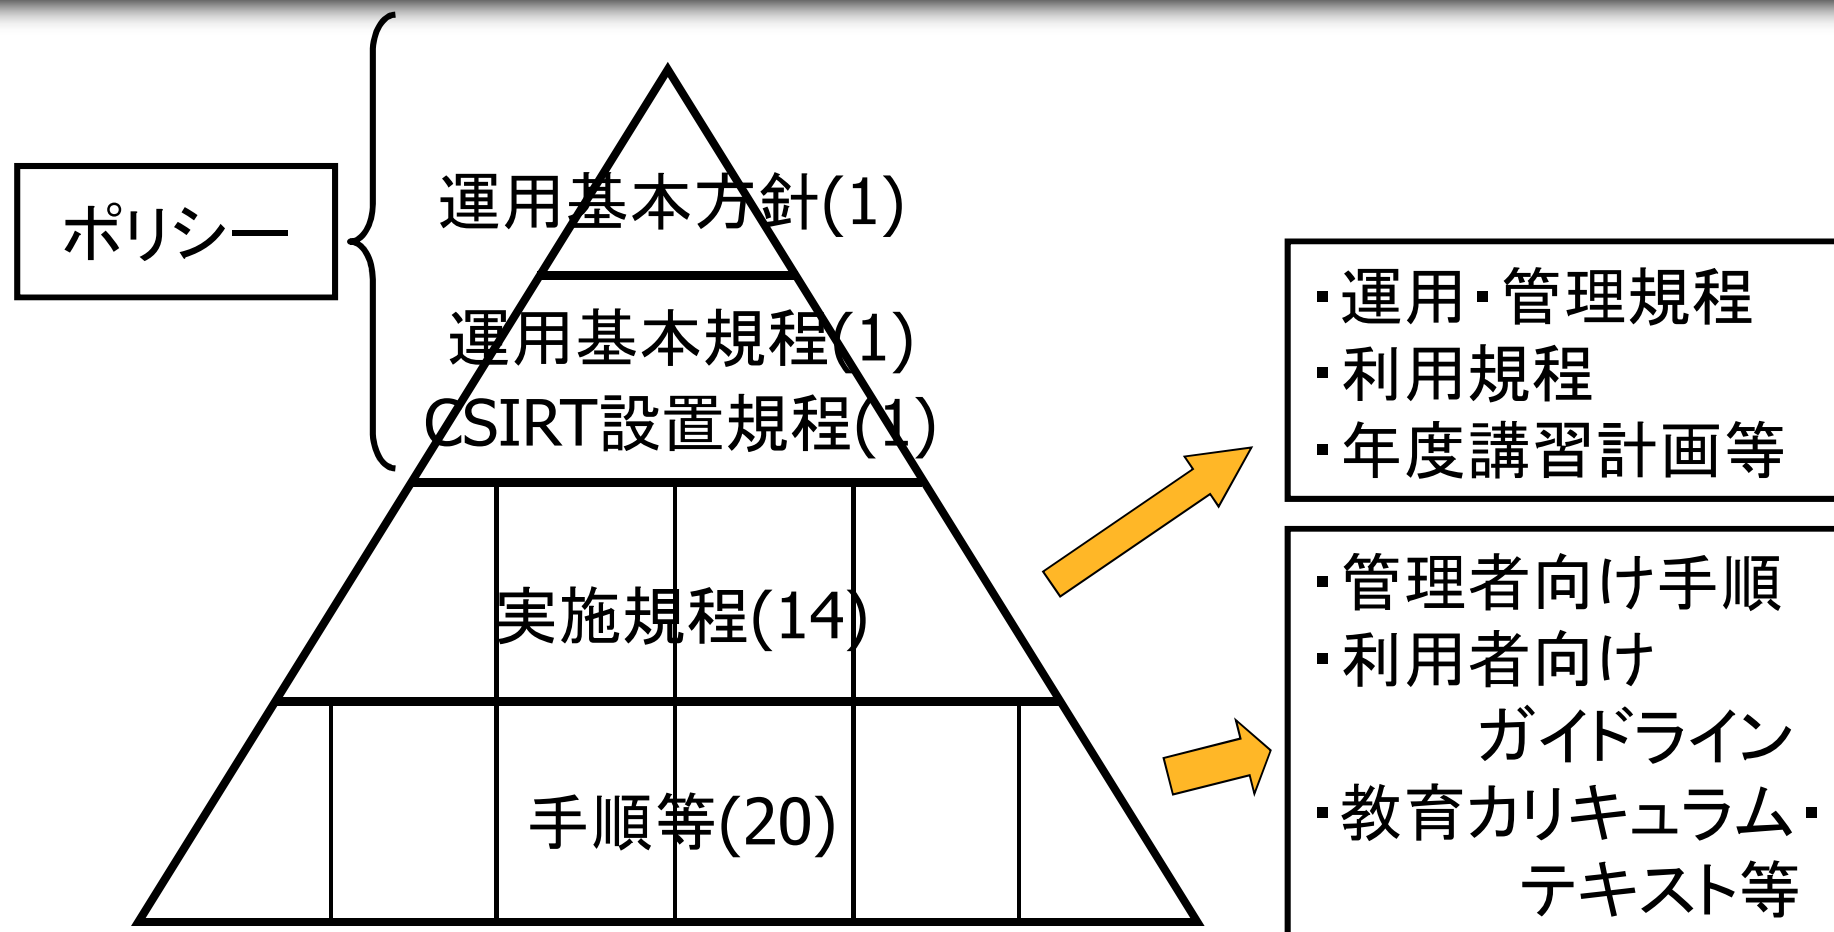 ポリシー
運用基本方針(1)
運用基本規程(1)
CSIRT設置規程(1)
実施規程(14)
手順等(20)
・運用・管理規程
・利用規程
・年度講習計画等
・管理者向け手順
・利用者向け
ガイドライン
・教育カリキュラム・
テキスト等